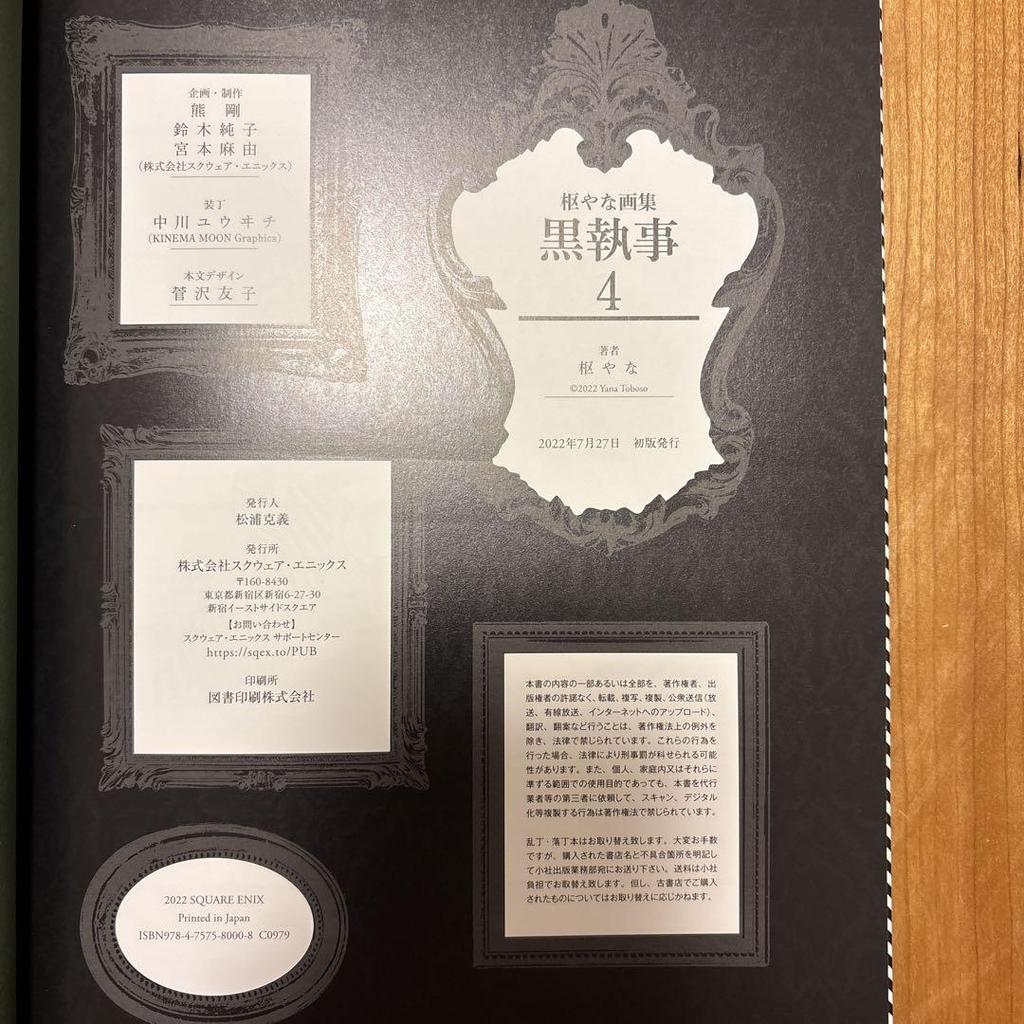 企画・制作
熊 剛
鈴木純子
宮本麻由
(株式会社スクウェア・エニックス)
装丁
中川ユウヰチ
(KINEMA MOON Graphics)
本文デザイン
菅沢友子
枢やな画集
黒執事
4
著者
枢やな
©2022 Yana Toboso
2022年7月27日 初版発行
発行人
松浦克義
発行所
株式会社スクウェア・エニックス
〒160-8430
東京都新宿区新宿6-27-30
新宿イーストサイドスクエア
【お問い合わせ】
スクウェア・エニックス サポートセンター
https://sqex.to/PUB
印刷所
図書印刷株式会社
本書の内容の一部あるいは全部を、著作権者、出
版権者の許諾なく、転載、複写、複製、公衆送信(放
送、有線放送、インターネットへのアップロード)、
翻訳、翻案など行うことは、著作権法上の例外を
除き、法律で禁じられています。これらの行為を
行った場合、法律により刑事罰が科せられる可能
性があります。また、個人、家庭内又はそれらに
準ずる範囲での使用目的であっても、本書を代行
業者等の第三者に依頼して、スキャン、デジタル
化等複製する行為は著作権法で禁じられています。
乱丁・落丁本はお取り替え致します。大変お手数
ですが、購入された書店名と不具合箇所を明記し
て小社出版業務部宛にお送り下さい。送料は小社
負担でお取替え致します。但し、古書店でご購入
されたものについてはお取り替えに応じかねます。
2022 SQUARE ENIX
Printed in Japan
ISBN978-4-7575-8000-8 C0979